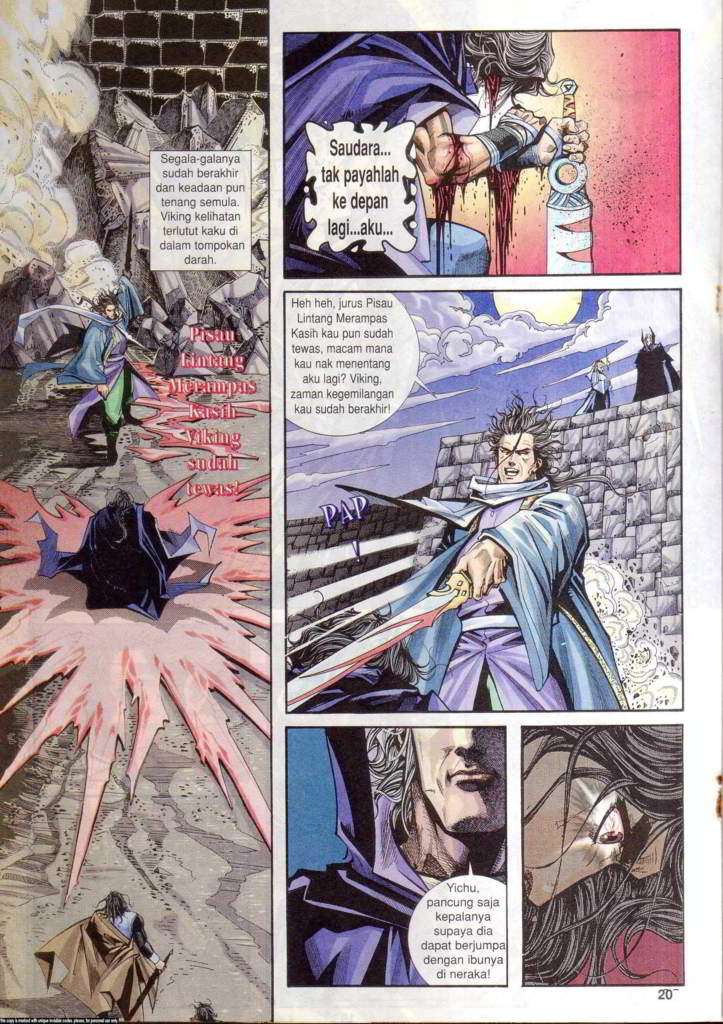 Segala-galanya
sudah berakhir
dan keadaan pun
tenang semula.
Viking kelihatan
terlutut kaku di
dalam tompokan
darah.
Pisau
Lintang
Merampas
Kasih
Viking
sudah
tewas!
Saudara...
tak payahlah
ke depan
lagi...aku...
Heh heh, jurus Pisau
Lintang Merampas
Kasih kau pun sudah
tewas, macam mana
kau nak menentang
aku lagi? Viking,
zaman kegemilangan
kau sudah berakhir!
PAP
!
Yichu,
pancung saja
kepalanya
supaya dia
dapat berjumpa
dengan ibunya
di neraka!
20